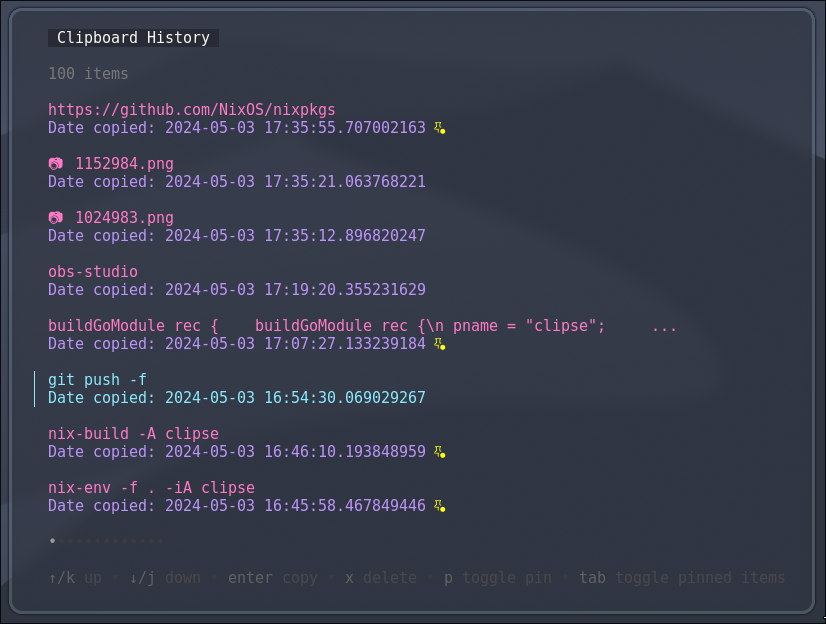 Clipboard History
100 items
https://github.com/NixOS/nixpkgs
Date copied: 2024-05-03 17:35:55.707002163
1152984.png
Date copied: 2024-05-03 17:35:21.063768221
1024983.png
Date copied: 2024-05-03 17:35:12.896820247
obs-studio
Date copied: 2024-05-03 17:19:20.355231629
buildGoModule rec {    buildGoModule rec {\n pname = "clipse";     ...
Date copied: 2024-05-03 17:07:27.133239184
git push -f
Date copied: 2024-05-03 16:54:30.069029267
nix-build -A clipse
Date copied: 2024-05-03 16:46:10.193848959
nix-env -f . -iA clipse
Date copied: 2024-05-03 16:45:58.467849446
↑/k up • ↓/j down • enter copy • x delete • p toggle pin • tab toggle pinned items